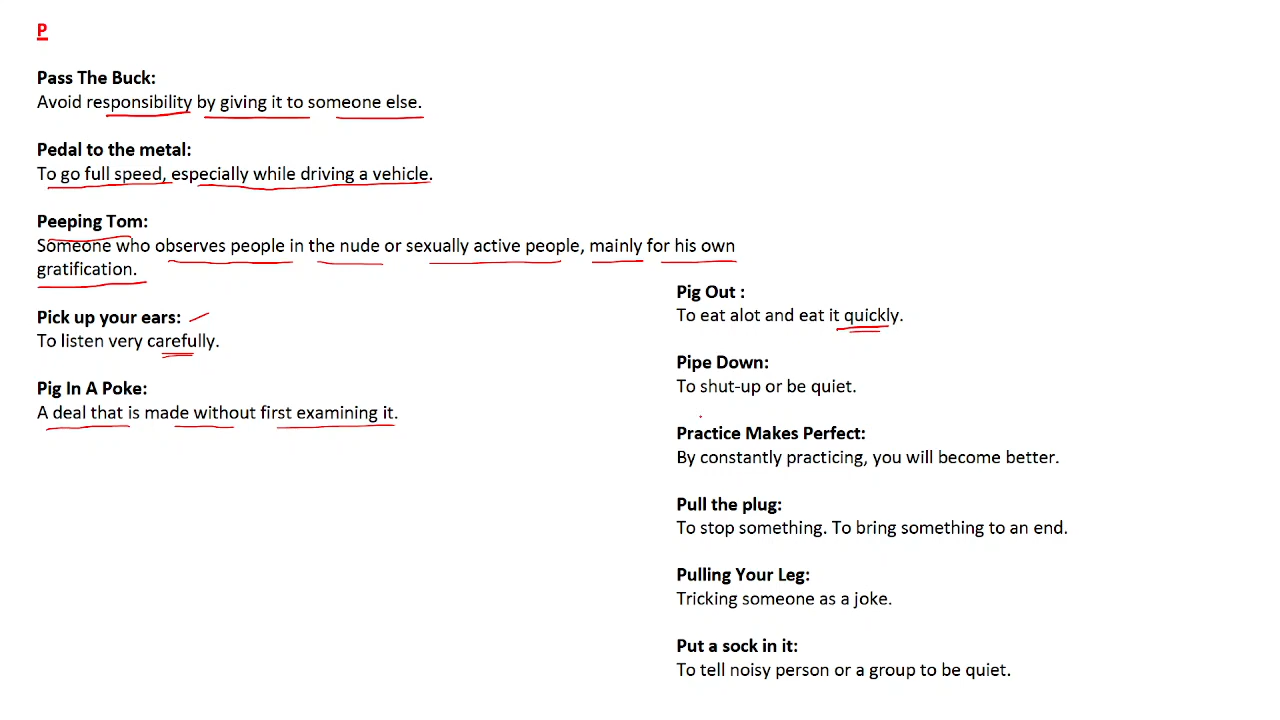 P
Pass The Buck:
Avoid responsibility by giving it to someone else.
Pedal to the metal:
To go full speed, especially while driving a vehicle.
Peeping Tom:
Someone who observes people in the nude or sexually active people, mainly for his own
gratification.
Pick up your ears:
To listen very carefully.
Pig In A Poke:
A deal that is made without first examining it.
Pig Out :
To eat alot and eat it quickly.
Pipe Down:
To shut-up or be quiet.
Practice Makes Perfect:
By constantly practicing, you will become better.
Pull the plug:
To stop something. To bring something to an end.
Pulling Your Leg:
Tricking someone as a joke.
Put a sock in it:
To tell noisy person or a group to be quiet.